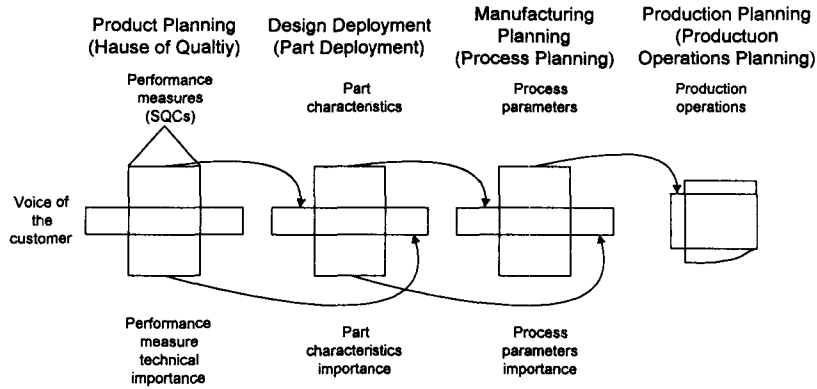 Product Planning
(Hause of Qualtiy)
Design Deployment
(Part Deployment)
Manufacturing
Planning
(Process Planning)
Production Planning
(Productuon
Operations Planning)
Performance
measures
(SQCs)
Part
characteristics
Process
parameters
Production
operations
Voice of
the
customer
Performance
measure
technical
importance
Part
characteristics
importance
Process
parameters
importance